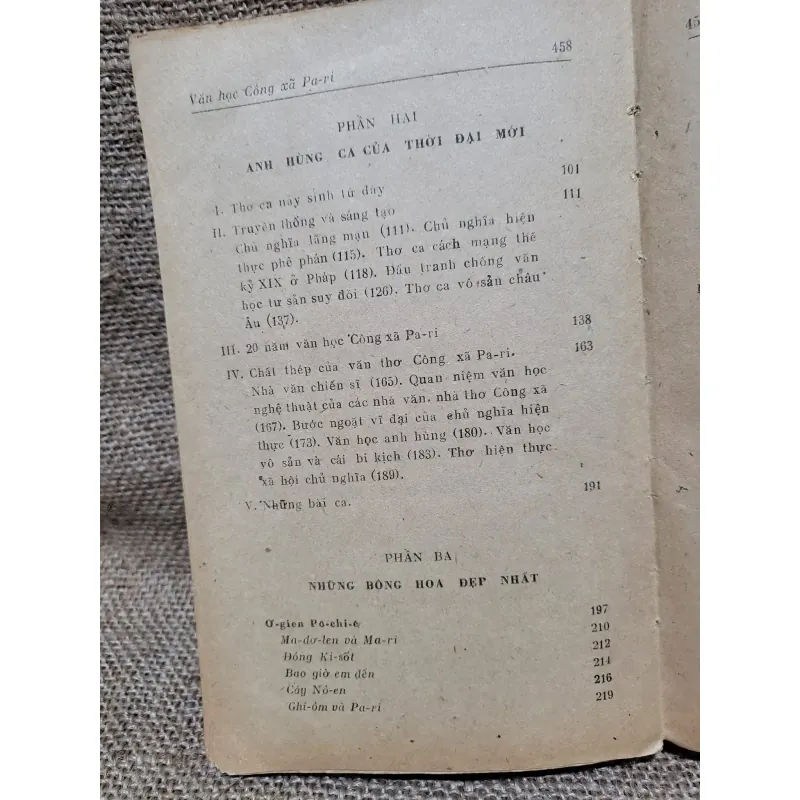 Văn học Công xã Pa-ri 458
PHẦN HAI
ANH HÙNG CA CỦA THỜI ĐẠI MỚI
I. Thơ ca nảy sinh từ đây 101
II. Truyền thống và sáng tạo 111
Chủ nghĩa lãng mạn (111). Chủ nghĩa hiện
thực phê phán (115). Thơ ca cách mạng thế
kỷ XIX ở Pháp (118). Đấu tranh chống văn
học tư sản suy đồi (126). Thơ ca vô sản châu
Âu (137).
III. 20 năm văn học Công xã Pa-ri 138
IV. Chất thép của văn thơ Công xã Pa-ri. 163
Nhà văn chiến sĩ (165). Quan niệm văn học
nghệ thuật của các nhà văn, nhà thơ Công xã
(167). Bước ngoặt vĩ đại của chủ nghĩa hiện
thực (173). Văn học anh hùng (180). Văn học
vô sản và cái bi kịch (183). Thơ hiện thực
xã hội chủ nghĩa (189).
V. Những bài ca. 191
PHẦN BA
NHỮNG BÔNG HOA ĐẸP NHẤT
Ơ-gien Pô-chi-ê 197
Ma-đơ-len và Ma-ri 210
Đông Ki-sốt 212
Bao giờ em đến 214
Cây Nô-en 216
Ghi-ôm và Pa-ri 219
45